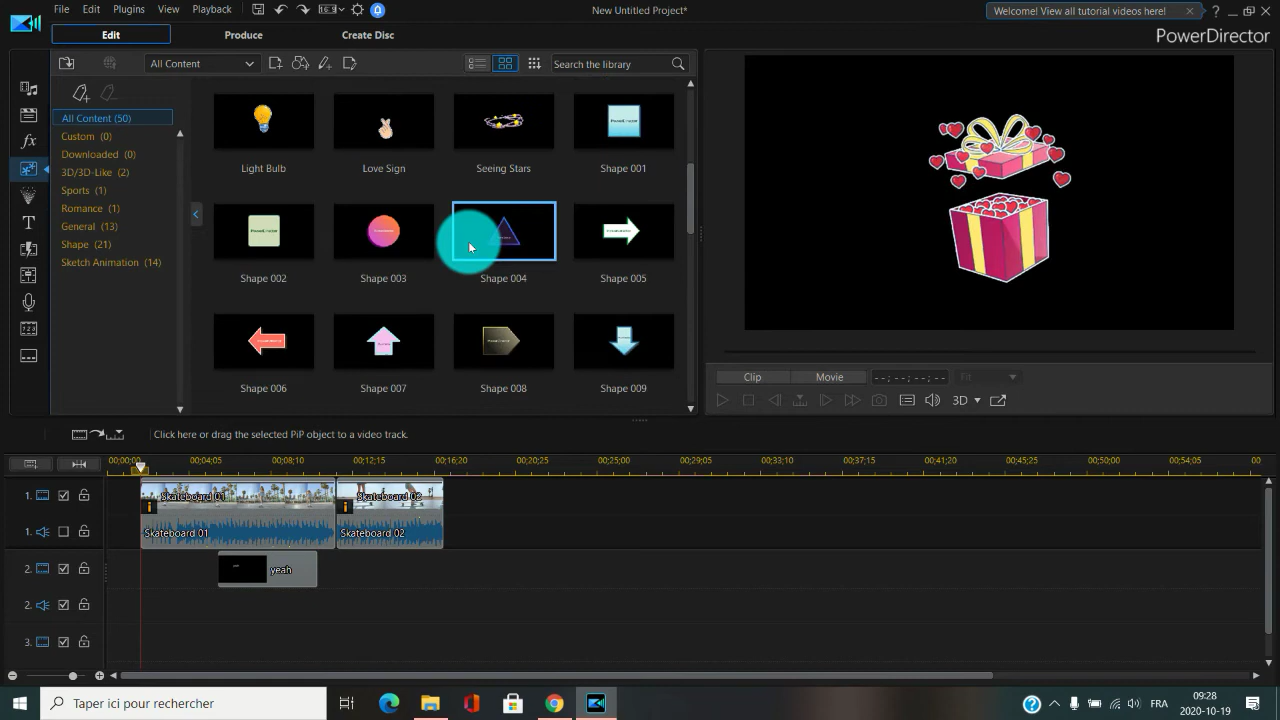 File Edit Plugins View Playback
New Untitled Project*
Welcome! View all tutorial videos here!
Edit Produce Create Disc
PowerDirector
All Content
Search the library
All Content (50)
Custom (0)
Downloaded (0)
3D/3D-Like (2)
Sports (1)
Romance (1)
General (13)
Shape (21)
Sketch Animation (14)
Light Bulb Love Sign Seeing Stars Shape 001
Shape 002 Shape 003 Shape 004 Shape 005
Shape 006 Shape 007 Shape 008 Shape 009
Clip Movie --;--;--;-- Fit
3D
Click here or drag the selected PiP object to a video track.
00;00;00 00;04;05 00;08;10 00;12;15 00;16;20 00;20;25 00;29;05 00;33;10 00;37;15 00;41;20 00;45;25 00;50;00 00;54;05 00;
1. Skateboard 01 Skateboard 02
1. Skateboard 01 Skateboard 02
2. yeah
2.
3.
Taper ici pour rechercher
FRA
09:28
2020-10-19